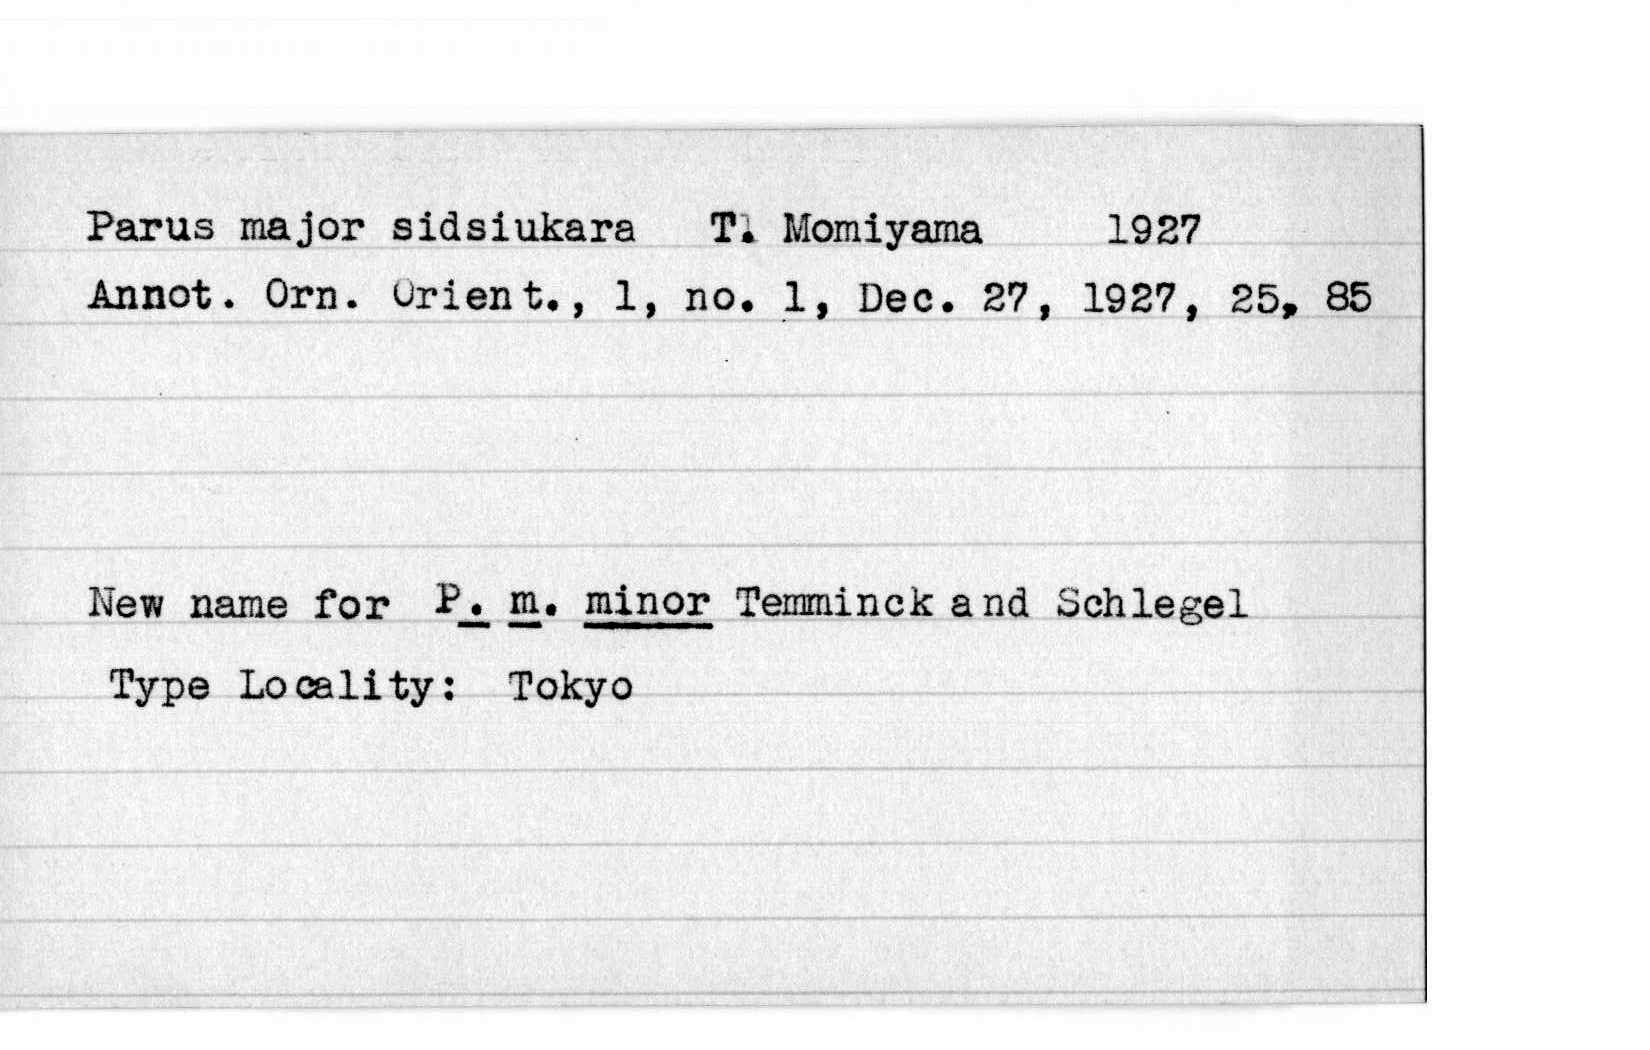 Parus major sidsiukara T. Momiyama 1927
Annot. Orn. Orient., 1, no. 1, Dec. 27, 1927, 25, 85
New name for P. m. minor Temminck and Schlegel
Type Locality: Tokyo